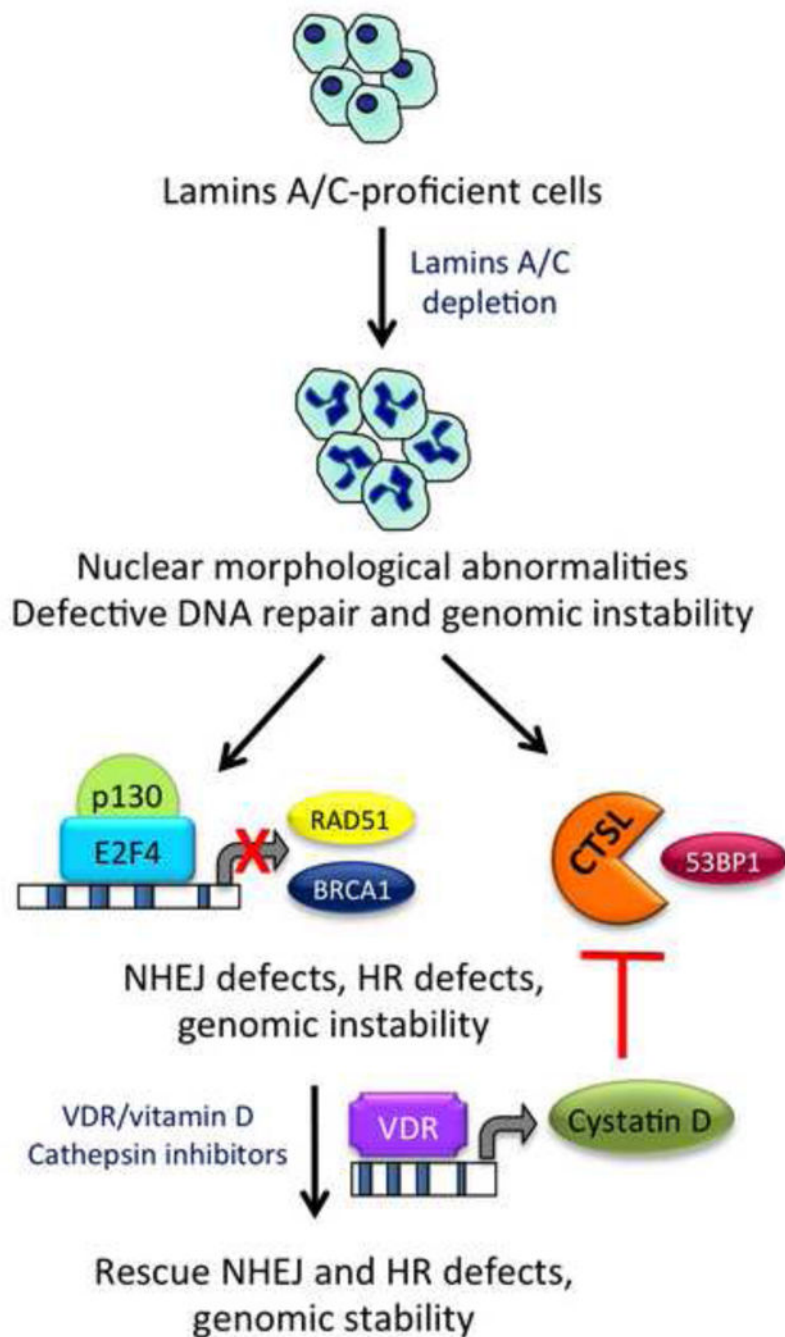 Lamins A/C-proficient cells
Lamins A/C
depletion
Nuclear morphological abnormalities
Defective DNA repair and genomic instability
p130
E2F4
X
RAD51
BRCA1
CTSL
53BP1
NHEJ defects, HR defects,
genomic instability
VDR/vitamin D
Cathepsin inhibitors
VDR
Cystatin D
Rescue NHEJ and HR defects,
genomic stability